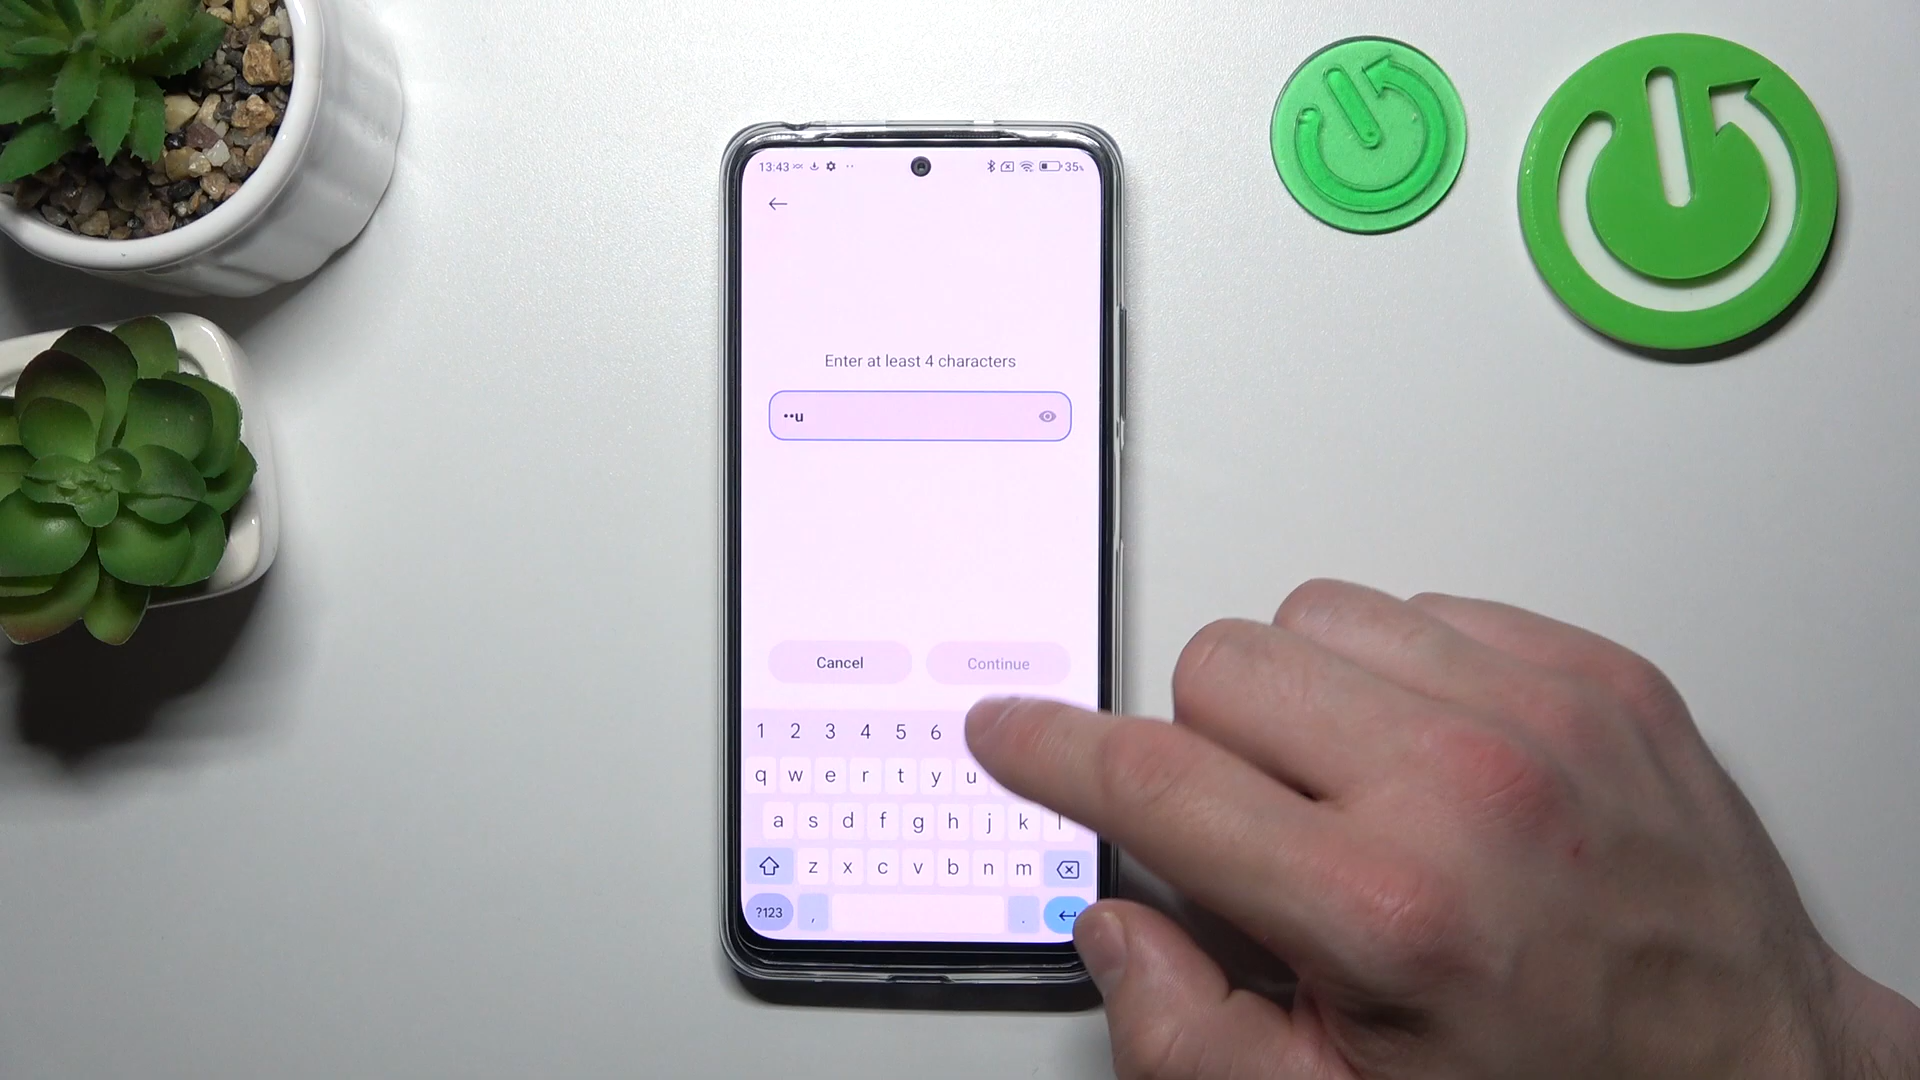 13:43 35%
Enter at least 4 characters
••u
Cancel Continue
1 2 3 4 5 6
q w e r t y u
a s d f g h j k l
z x c v b n m
?123 , .